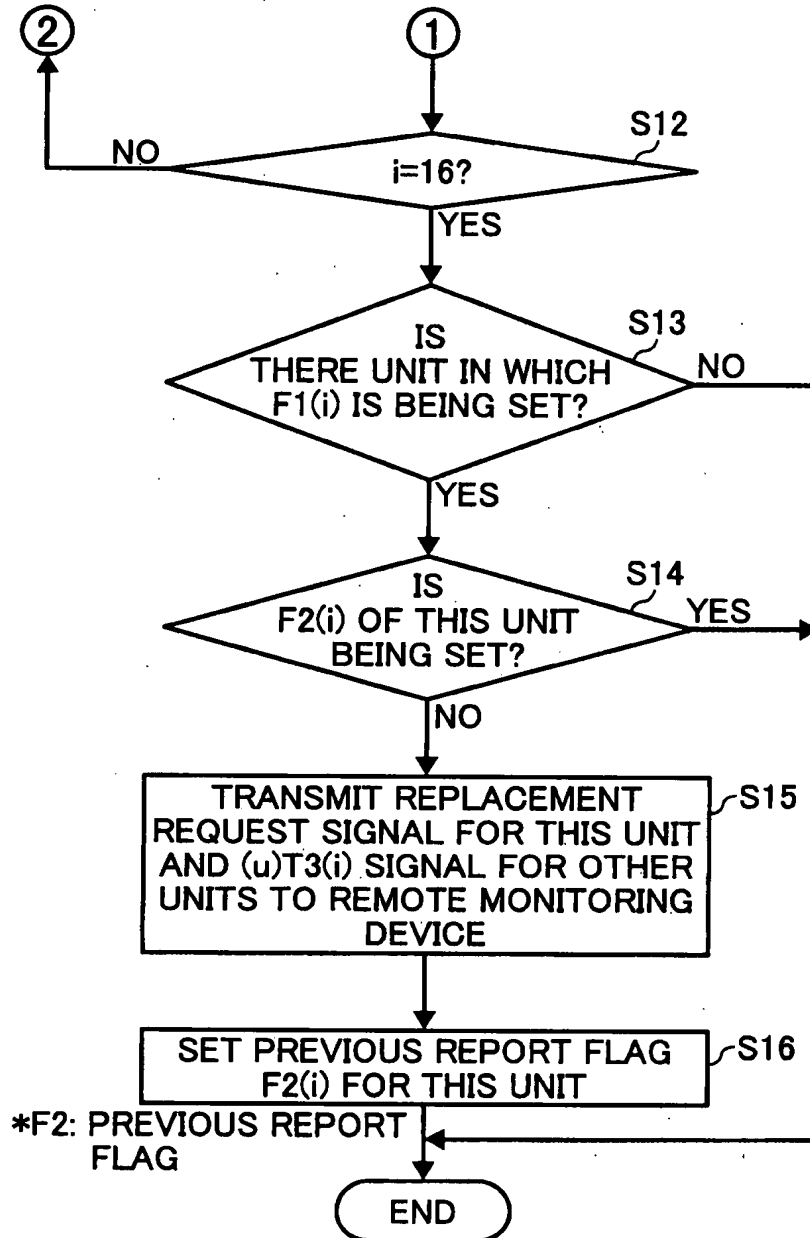 2
1
S12
NO
i=16?
YES
S13
IS
THERE UNIT IN WHICH
F1(i) IS BEING SET?
NO
YES
S14
IS
F2(i) OF THIS UNIT
BEING SET?
YES
NO
S15
TRANSMIT REPLACEMENT
REQUEST SIGNAL FOR THIS UNIT
AND (u)T3(i) SIGNAL FOR OTHER
UNITS TO REMOTE MONITORING
DEVICE
S16
SET PREVIOUS REPORT FLAG
F2(i) FOR THIS UNIT
*F2: PREVIOUS REPORT
FLAG
END